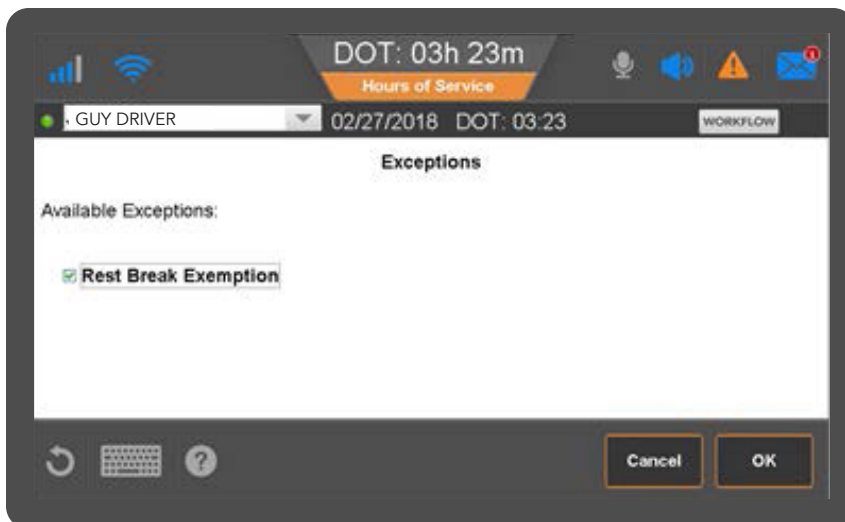 DOT: 03h 23m
Hours of Service
GUY DRIVER
02/27/2018 DOT: 03:23
WORKFLOW
Exceptions
Available Exceptions:
Rest Break Exemption
Cancel
OK